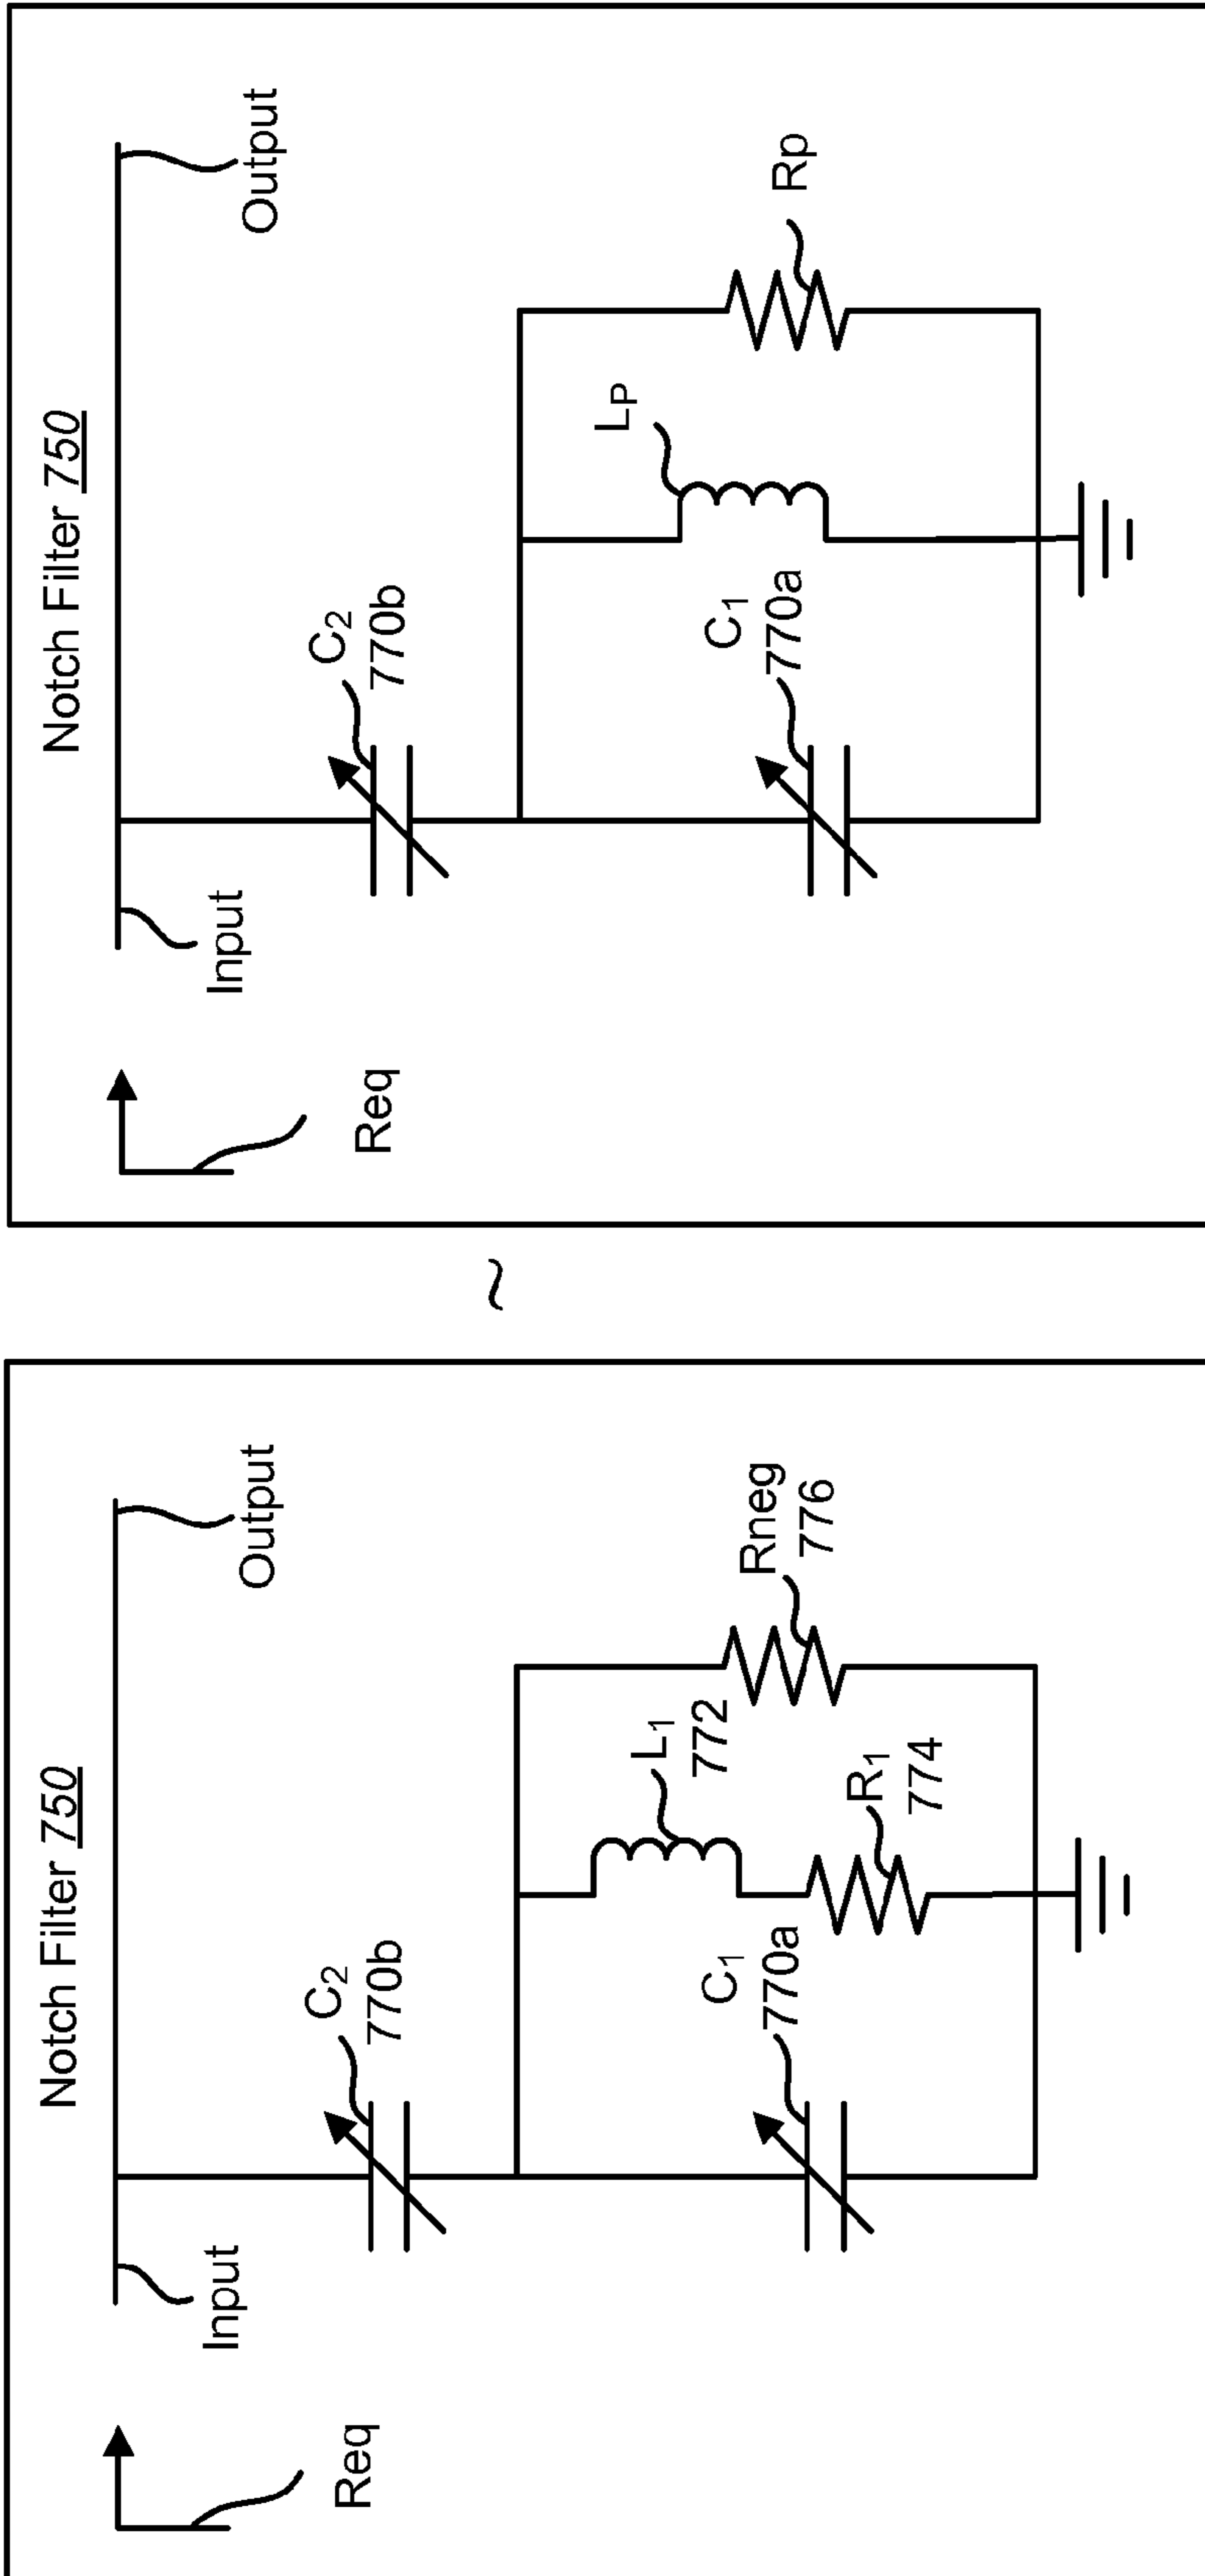 Notch Filter 750
Req
Input
Output
C2
770b
C1
770a
L1
772
R1
774
Rneg
776
~
Notch Filter 750
Req
Input
Output
C2
770b
C1
770a
LP
Rp